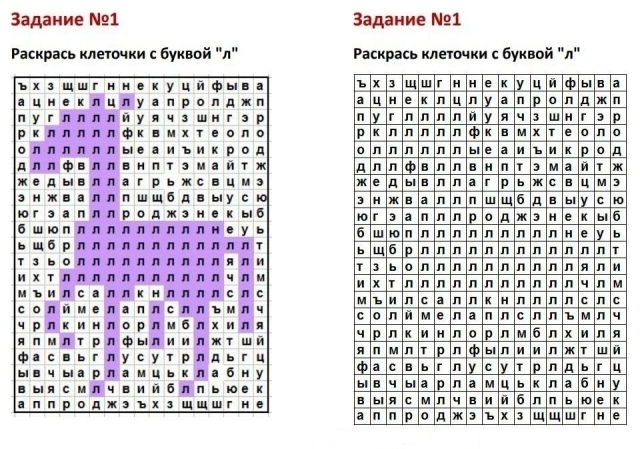 Задание №1
Раскрась клеточки с буквой "л"
ъ х з щ ш г н н е к у ц й ф ы в а
а ц н е к л ц л у а п р о л д ж п
п у г л л л л й у я ч з ш н г э р
р к л л л л л ф к в м х т е о л о
о л л л л л л ы е а и ъ и к р о д
д л л ф в л л в н п т э м а й т ж
ж е д ы в л л а г р ь ж с в ц м э
э н ж в а л л п ш щ б д в ы у с ю
ю г э а п л л р о д ж э н е к ы б
б ш ю п л л л л л л л л л н е у ь
ь щ б р л л л л л л л л л л л л т
т з ь о л л л л л л л л л л я л и
и х т л л л л л л л л л л л ч л м
м ъ и л с а л л к н л л л л с л с
с о л й м е л а п л с л л ъ м л ч
ч р л к и н л о р л м б л х и л я
я п м л т р л ф ы л и и л ж т ш й
ф а с в ь г л у с у т р л д ь г ц
ы в ч ы а р л а м ц ь к л а б н у
в ы я с м л ч в и й б л п ь ю е к
а п п р о д ж э ъ х з щ щ ш г н е
Задание №1
Раскрась клеточки с буквой "л"
ъ х з щ ш г н н е к у ц й ф ы в а
а ц н е к л ц л у а п р о л д ж п
п у г л л л л й у я ч з ш н г э р
р к л л л л л ф к в м х т е о л о
о л л л л л л ы е а и ъ и к р о д
д л л ф в л л в н п т э м а й т ж
ж е д ы в л л а г р ь ж с в ц м э
э н ж в а л л п ш щ б д в ы у с ю
ю г э а п л л р о д ж э н е к ы б
б ш ю п л л л л л л л л л н е у ь
ь щ б р л л л л л л л л л л л л т
т з ь о л л л л л л л л л л я л и
и х т л л л л л л л л л л л ч л м
м ъ и л с а л л к н л л л л с л с
с о л й м е л а п л с л л ъ м л ч
ч р л к и н л о р л м б л х и л я
я п м л т р л ф ы л и и л ж т ш й
ф а с в ь г л у с у т р л д ь г ц
ы в ч ы а р л а м ц ь к л а б н у
в ы я с м л ч в и й б л п ь ю е к
а п п р о д ж э ъ х з щ щ ш г н е